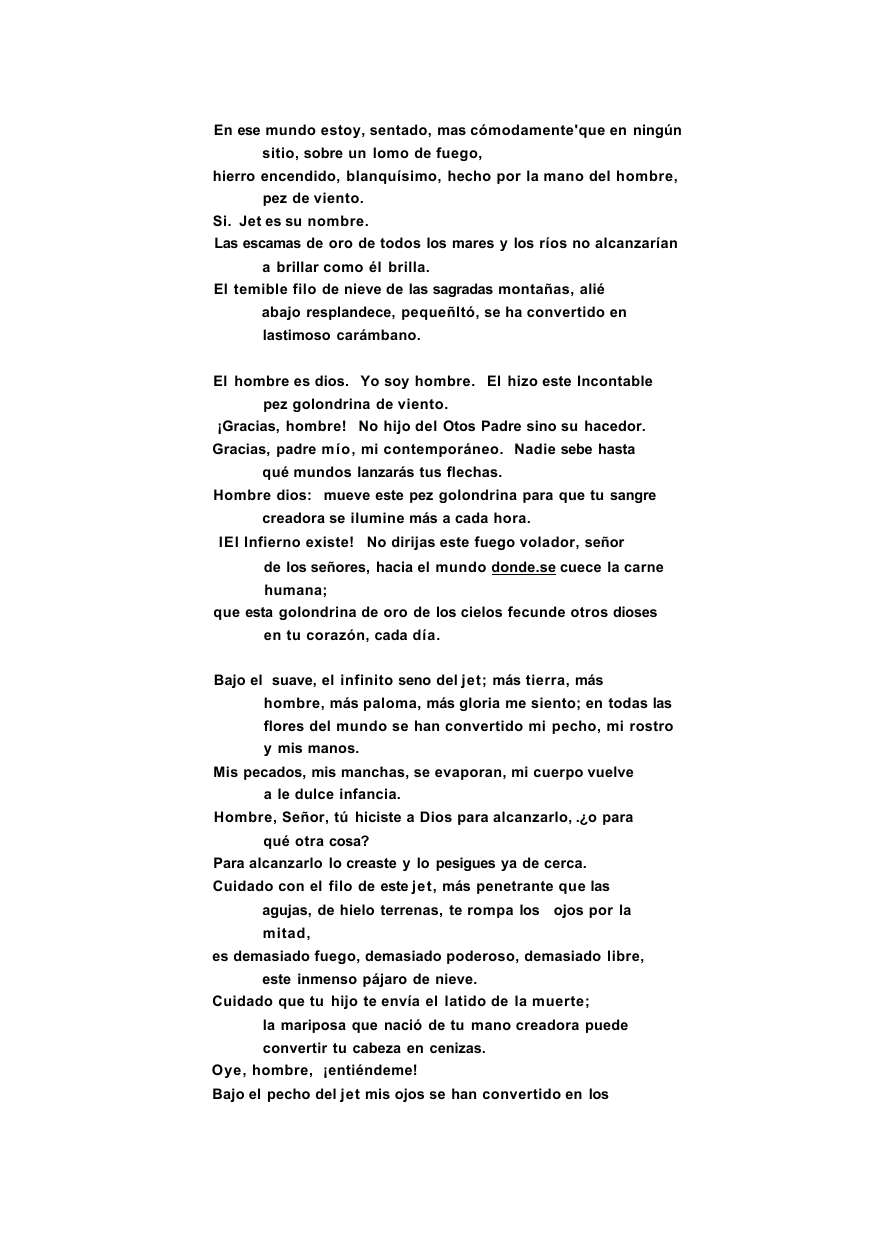 En ese mundo estoy, sentado, mas cómodamente'que en ningún
sitio, sobre un lomo de fuego,
hierro encendido, blanquísimo, hecho por la mano del hombre,
pez de viento.
Si. Jet es su nombre.
Las escamas de oro de todos los mares y los ríos no alcanzarían
a brillar como él brilla.
El temible filo de nieve de las sagradas montañas, alié
abajo resplandece, pequeñltó, se ha convertido en
lastimoso carámbano.

El hombre es dios. Yo soy hombre. El hizo este Incontable
pez golondrina de viento.
¡Gracias, hombre! No hijo del Otos Padre sino su hacedor.
Gracias, padre mío, mi contemporáneo. Nadie sebe hasta
qué mundos lanzarás tus flechas.
Hombre dios: mueve este pez golondrina para que tu sangre
creadora se ilumine más a cada hora.
IEI Infierno existe! No dirijas este fuego volador, señor
de los señores, hacia el mundo donde.se cuece la carne
humana;
que esta golondrina de oro de los cielos fecunde otros dioses
en tu corazón, cada día.

Bajo el suave, el infinito seno del jet; más tierra, más
hombre, más paloma, más gloria me siento; en todas las
flores del mundo se han convertido mi pecho, mi rostro
y mis manos.
Mis pecados, mis manchas, se evaporan, mi cuerpo vuelve
a le dulce infancia.
Hombre, Señor, tú hiciste a Dios para alcanzarlo, .¿o para
qué otra cosa?
Para alcanzarlo lo creaste y lo pesigues ya de cerca.
Cuidado con el filo de este jet, más penetrante que las
agujas, de hielo terrenas, te rompa los ojos por la
mitad,
es demasiado fuego, demasiado poderoso, demasiado libre,
este inmenso pájaro de nieve.
Cuidado que tu hijo te envía el latido de la muerte;
la mariposa que nació de tu mano creadora puede
convertir tu cabeza en cenizas.
Oye, hombre, ¡entiéndeme!
Bajo el pecho del jet mis ojos se han convertido en los